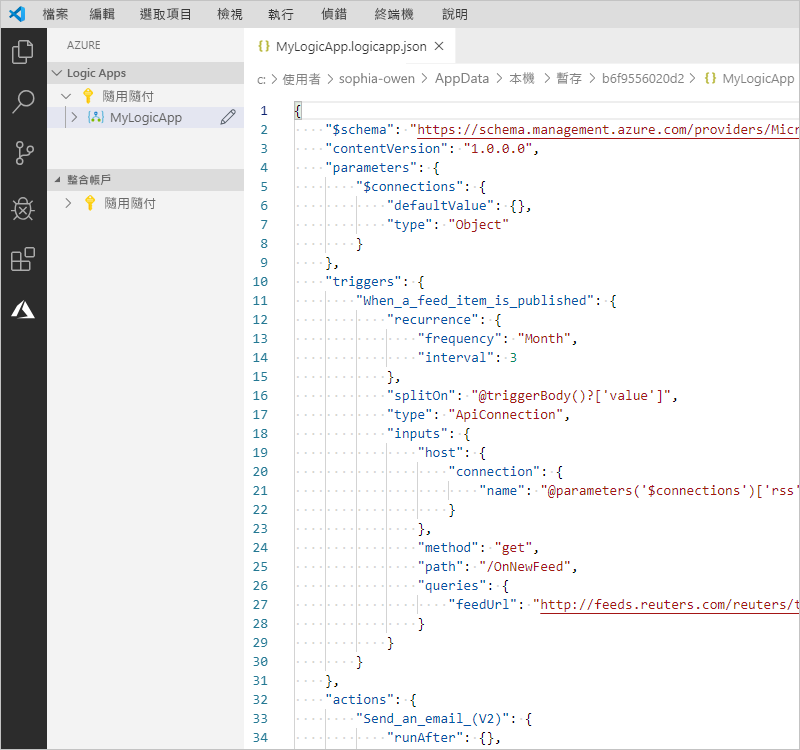 檔案 編輯 選取項目 檢視 執行 偵錯 終端機 說明
AZURE
Logic Apps
隨用隨付
MyLogicApp
整合帳戶
隨用隨付
{} MyLogicApp.logicapp.json ×
c: > 使用者 > sophia-owen > AppData > 本機 > 暫存 > b6f9556020d2 > {} MyLogicApp
1 {
2 "$schema": "https://schema.management.azure.com/providers/Micr
3 "contentVersion": "1.0.0.0",
4 "parameters": {
5 "$connections": {
6 "defaultValue": {},
7 "type": "Object"
8 }
9 },
10 "triggers": {
11 "When_a_feed_item_is_published": {
12 "recurrence": {
13 "frequency": "Month",
14 "interval": 3
15 },
16 "splitOn": "@triggerBody()?['value']",
17 "type": "ApiConnection",
18 "inputs": {
19 "host": {
20 "connection": {
21 "name": "@parameters('$connections')['rss'
22 }
23 },
24 "method": "get",
25 "path": "/OnNewFeed",
26 "queries": {
27 "feedUrl": "http://feeds.reuters.com/reuters/t
28 }
29 }
30 }
31 },
32 "actions": {
33 "Send_an_email_(V2)": {
34 "runAfter": {},